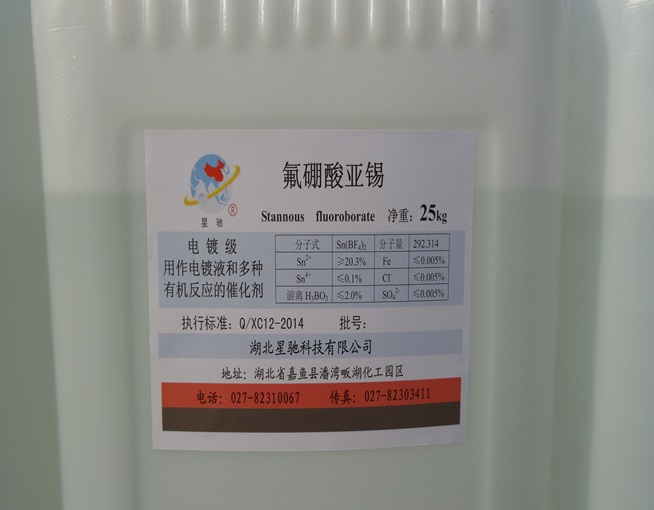 氟硼酸亚锡
星驰®
Stannous fluoroborate 净重：25kg
电镀级
用作电镀液和多种
有机反应的催化剂
分子式 Sn(BF₄)₂ 分子量 292.314
Sn²⁺ ≥20.3% Fe ≤0.005%
Sn⁴⁺ ≤0.1% Cl⁻ ≤0.005%
游离 H₃BO₃ ≤2.0% SO₄²⁻ ≤0.005%
执行标准：Q/XC12-2014 批号：
湖北星驰科技有限公司
地址：湖北省嘉鱼县潘湾畈湖化工园区
电话：027-82310067 传真：027-82303411